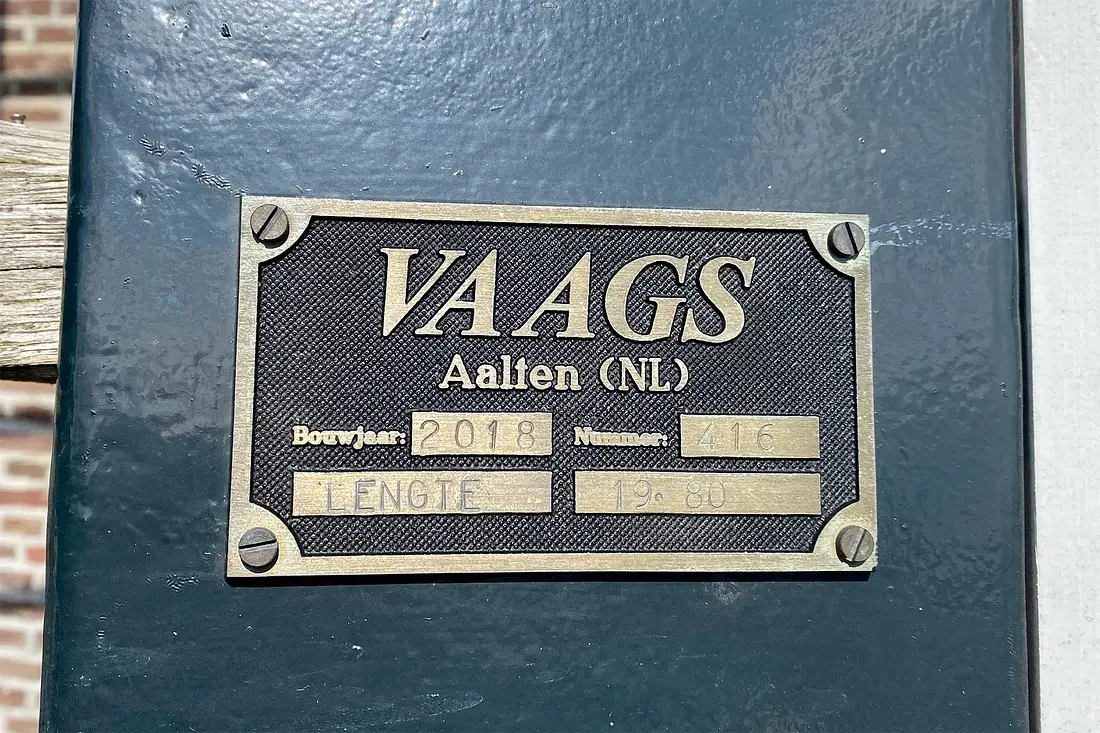 VAAGS
Aalten (NL)
Bouwjaar: 2018 Nummer: 416
LENGTE 19.80